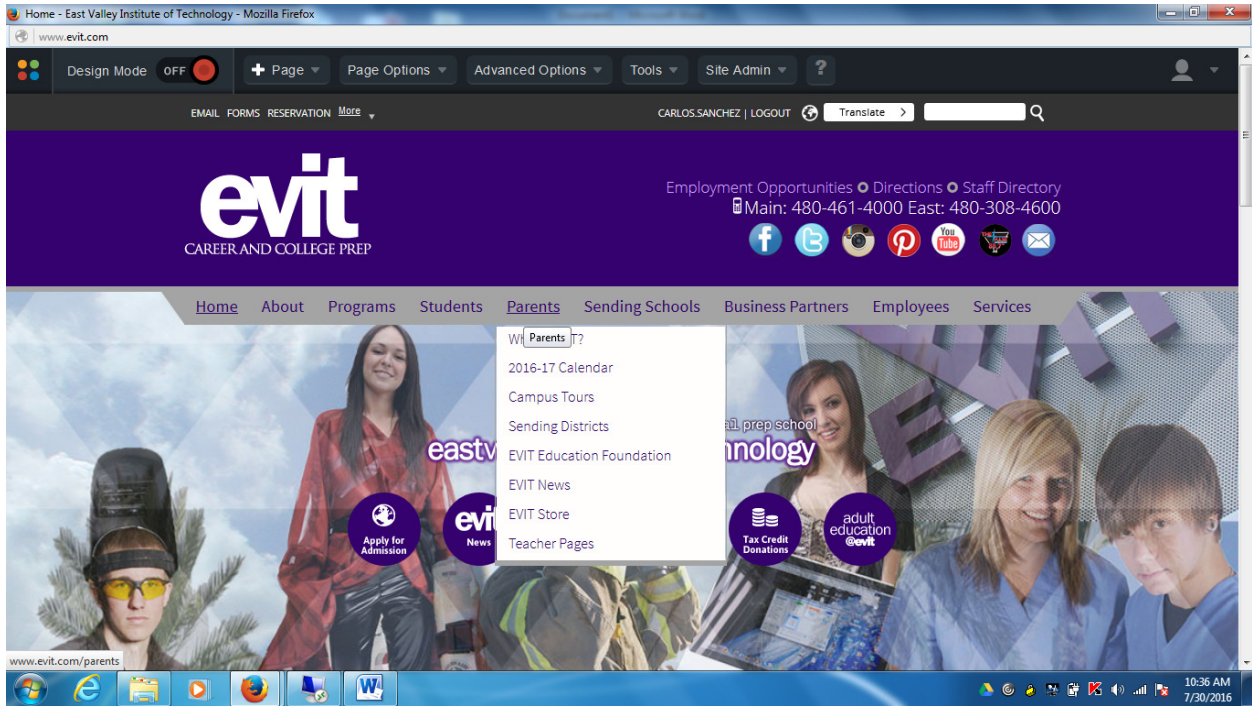 Home - East Valley Institute of Technology - Mozilla Firefox
www.evit.com
Design Mode OFF Page Page Options Advanced Options Tools Site Admin ?
EMAIL FORMS RESERVATION More CARLOS.SANCHEZ | LOGOUT Translate >
evit
CAREER AND COLLEGE PREP
Employment Opportunities Directions Staff Directory
Main: 480-461-4000 East: 480-308-4600
You Tube
Home About Programs Students Parents Sending Schools Business Partners Employees Services
Parents T?
2016-17 Calendar
Campus Tours
Sending Districts
EVIT Education Foundation
EVIT News
EVIT Store
Teacher Pages
prep school
eastv nology
Apply for
Admission
evit
News
Tax Credit
Donations
adult
education
@evit
www.evit.com/parents
10:36 AM
7/30/2016